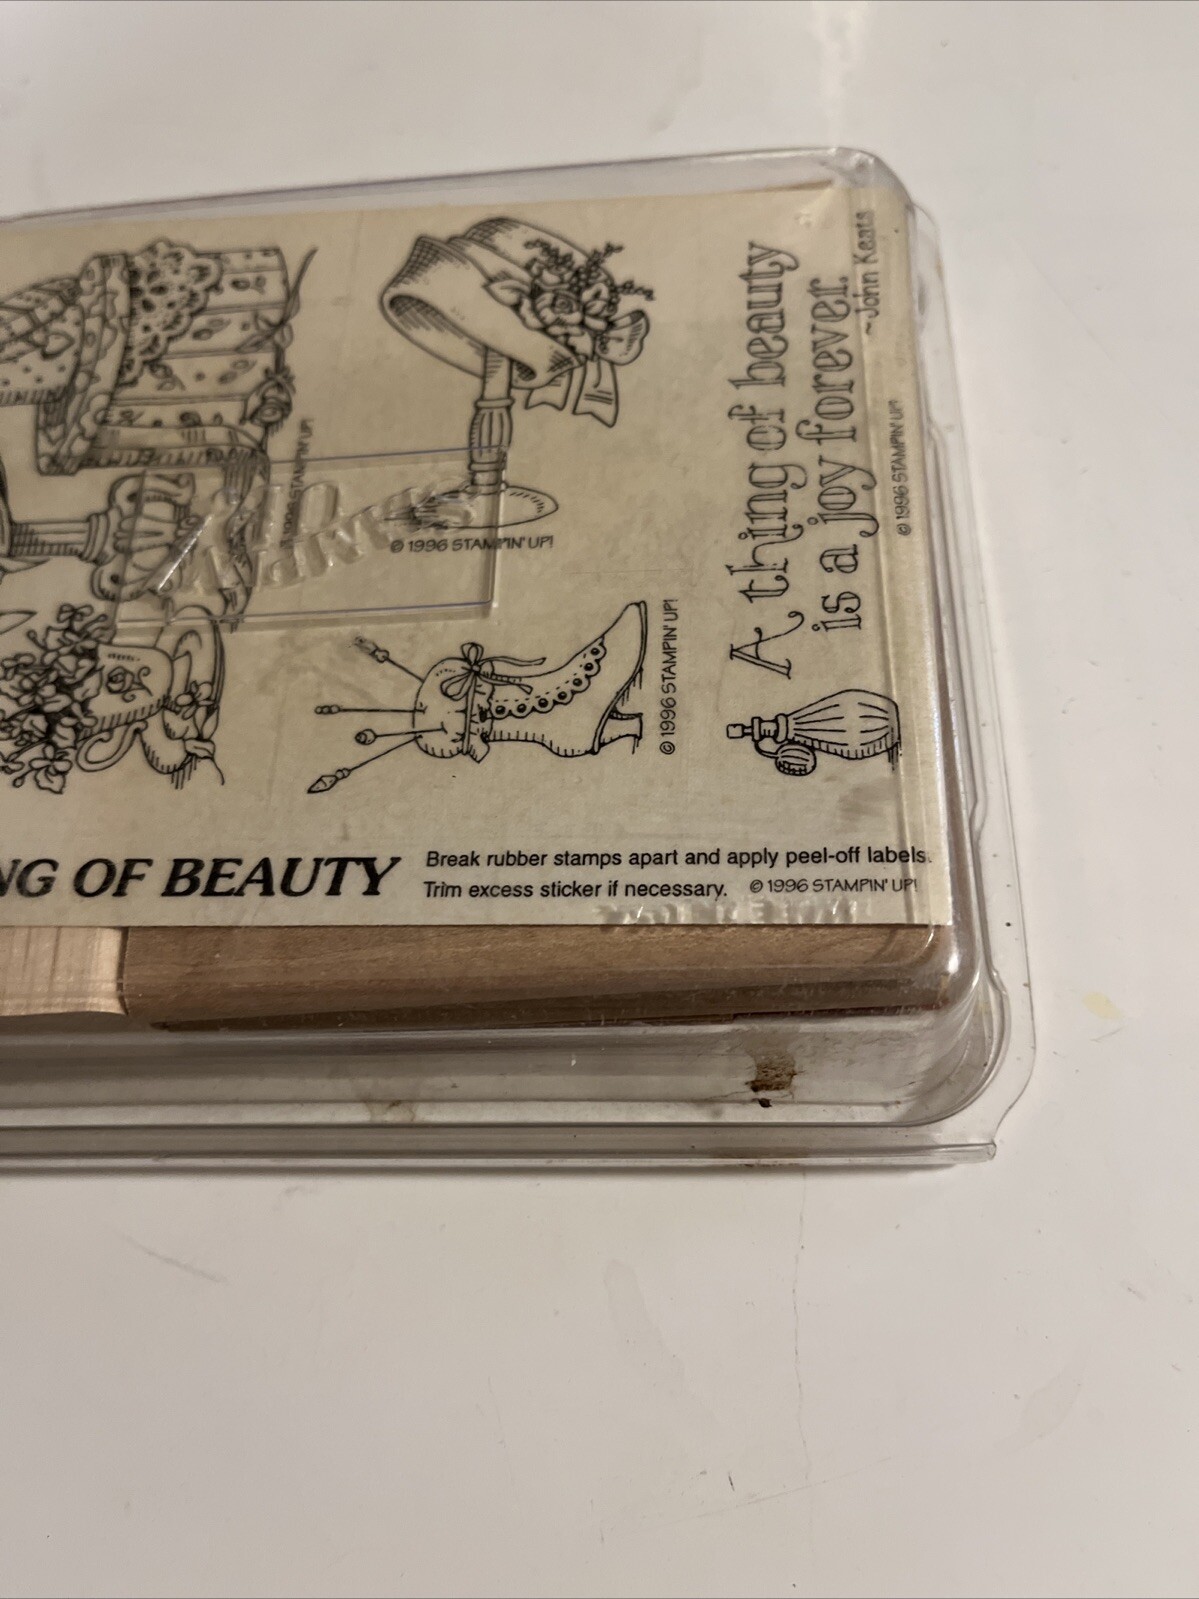 A thing of beauty
is a joy forever.
~John Keats
© 1996 STAMPIN' UP!
© 1996 STAMPIN' UP!
© 1996 STAMPIN' UP!
© 1996 STAMPIN' UP!
STAMPIN' UP!
NG OF BEAUTY
Break rubber stamps apart and apply peel-off labels.
Trim excess sticker if necessary. © 1996 STAMPIN' UP!